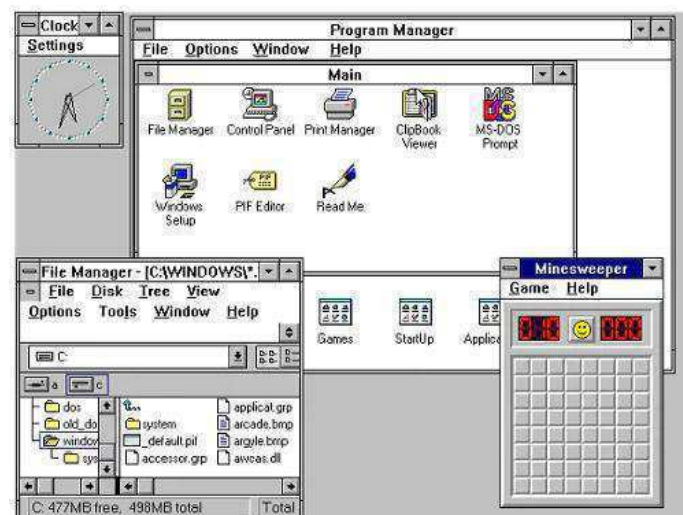 Clock
Settings
Program Manager
File Options Window Help
Main
File Manager
Control Panel
Print Manager
ClipBook Viewer
MS-DOS Prompt
Windows Setup
PIF Editor
Read Me
File Manager - [C:\WINDOWS\*.
File Disk Tree View
Options Tools Window Help
C:
a c
dos
old_do
window
sys
system
_default.pif
accessor.grp
applicat.grp
arcade.bmp
argyle.bmp
awcas.dll
C: 477MB free, 498MB total
Total
Games
StartUp
Applica
Minesweeper
Game Help